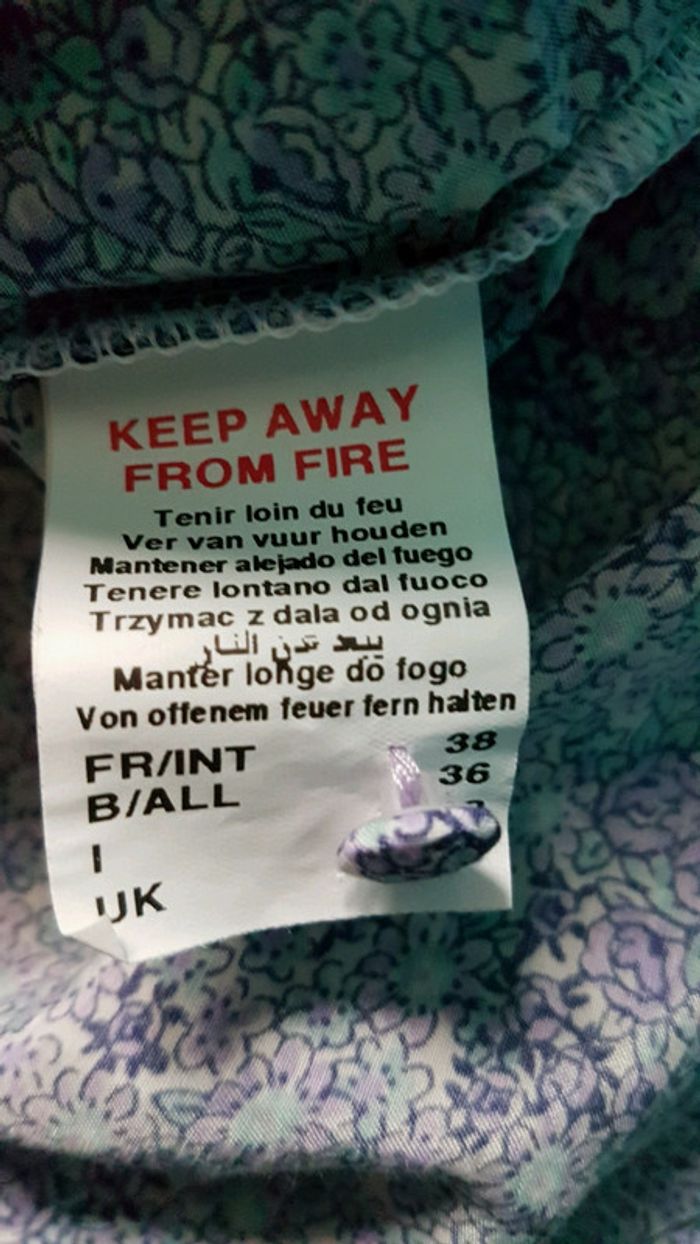 KEEP AWAY
FROM FIRE
Tenir loin du feu
Ver van vuur houden
Mantener alejado del fuego
Tenere lontano dal fuoco
Trzymac z dala od ognia
النار
Manter longe do fogo
Von offenem feuer fern halten
FR/INT 38
B/ALL 36
I
UK